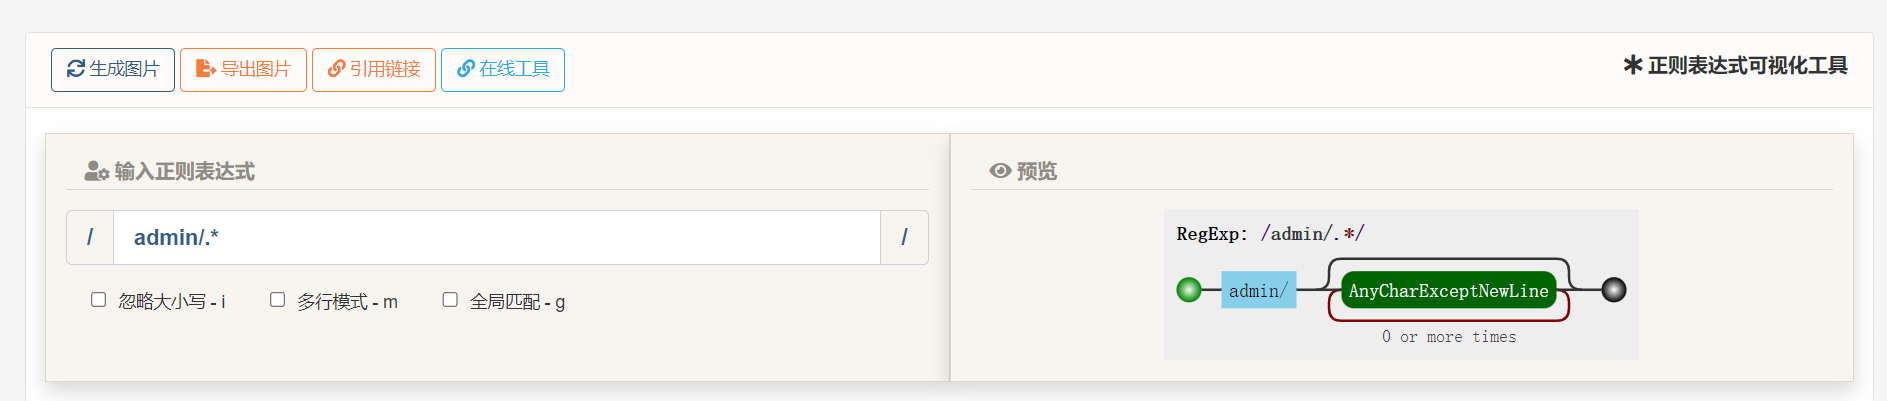 生成图片 导出图片 引用链接 在线工具 正则表达式可视化工具
输入正则表达式
/ admin/.* /
忽略大小写 - i 多行模式 - m 全局匹配 - g
预览
RegExp: /admin/.*/
admin/ AnyCharExceptNewLine
0 or more times